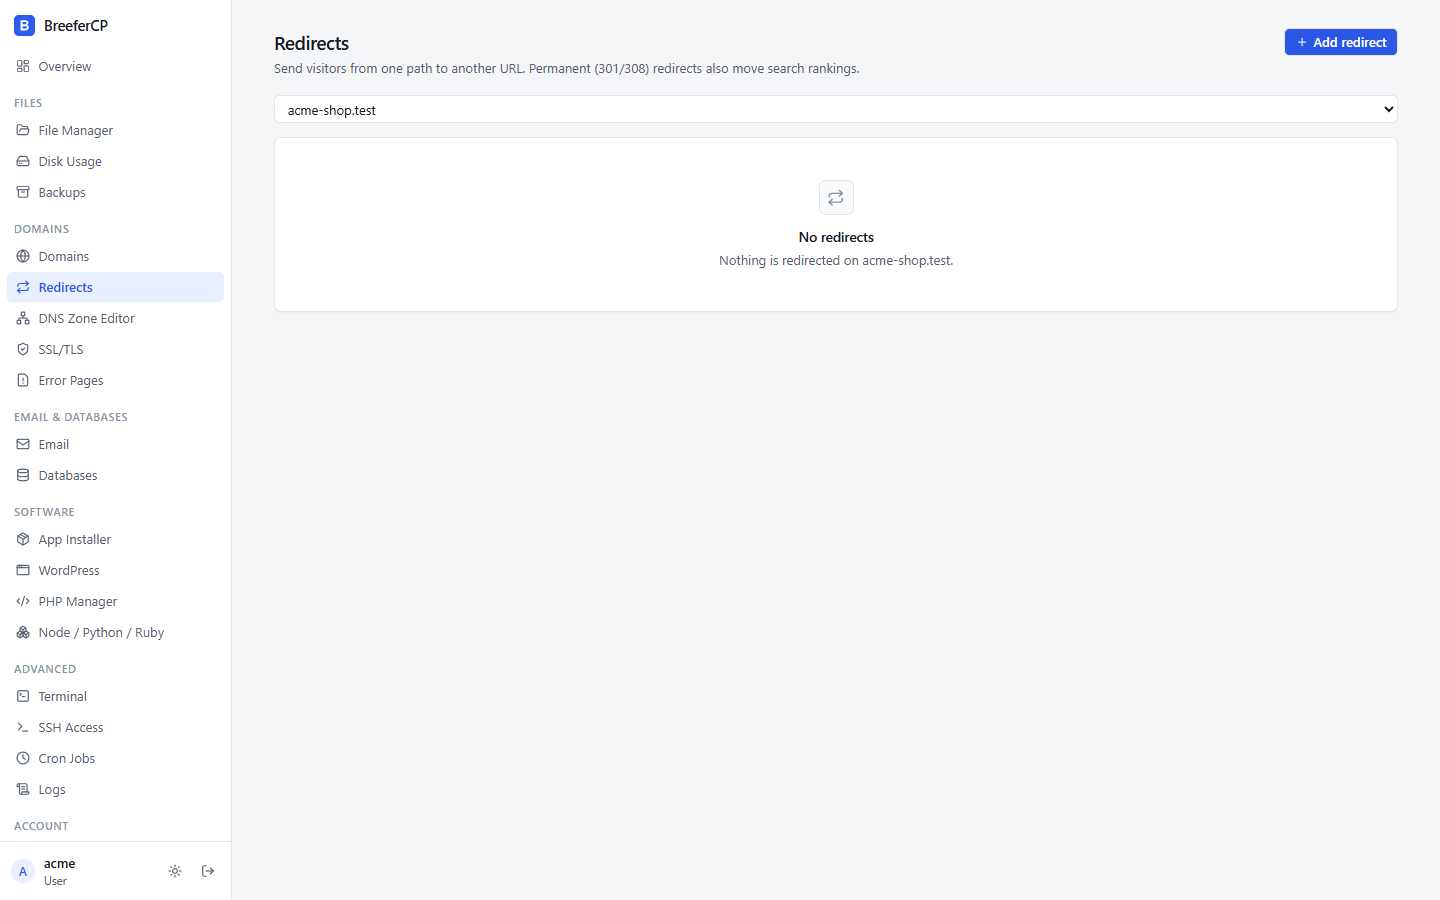 B BreeferCP
Overview
FILES
File Manager
Disk Usage
Backups
DOMAINS
Domains
Redirects
DNS Zone Editor
SSL/TLS
Error Pages
EMAIL & DATABASES
Email
Databases
SOFTWARE
App Installer
WordPress
PHP Manager
Node / Python / Ruby
ADVANCED
Terminal
SSH Access
Cron Jobs
Logs
ACCOUNT
A acme
User
Redirects
+ Add redirect
Send visitors from one path to another URL. Permanent (301/308) redirects also move search rankings.
acme-shop.test
No redirects
Nothing is redirected on acme-shop.test.